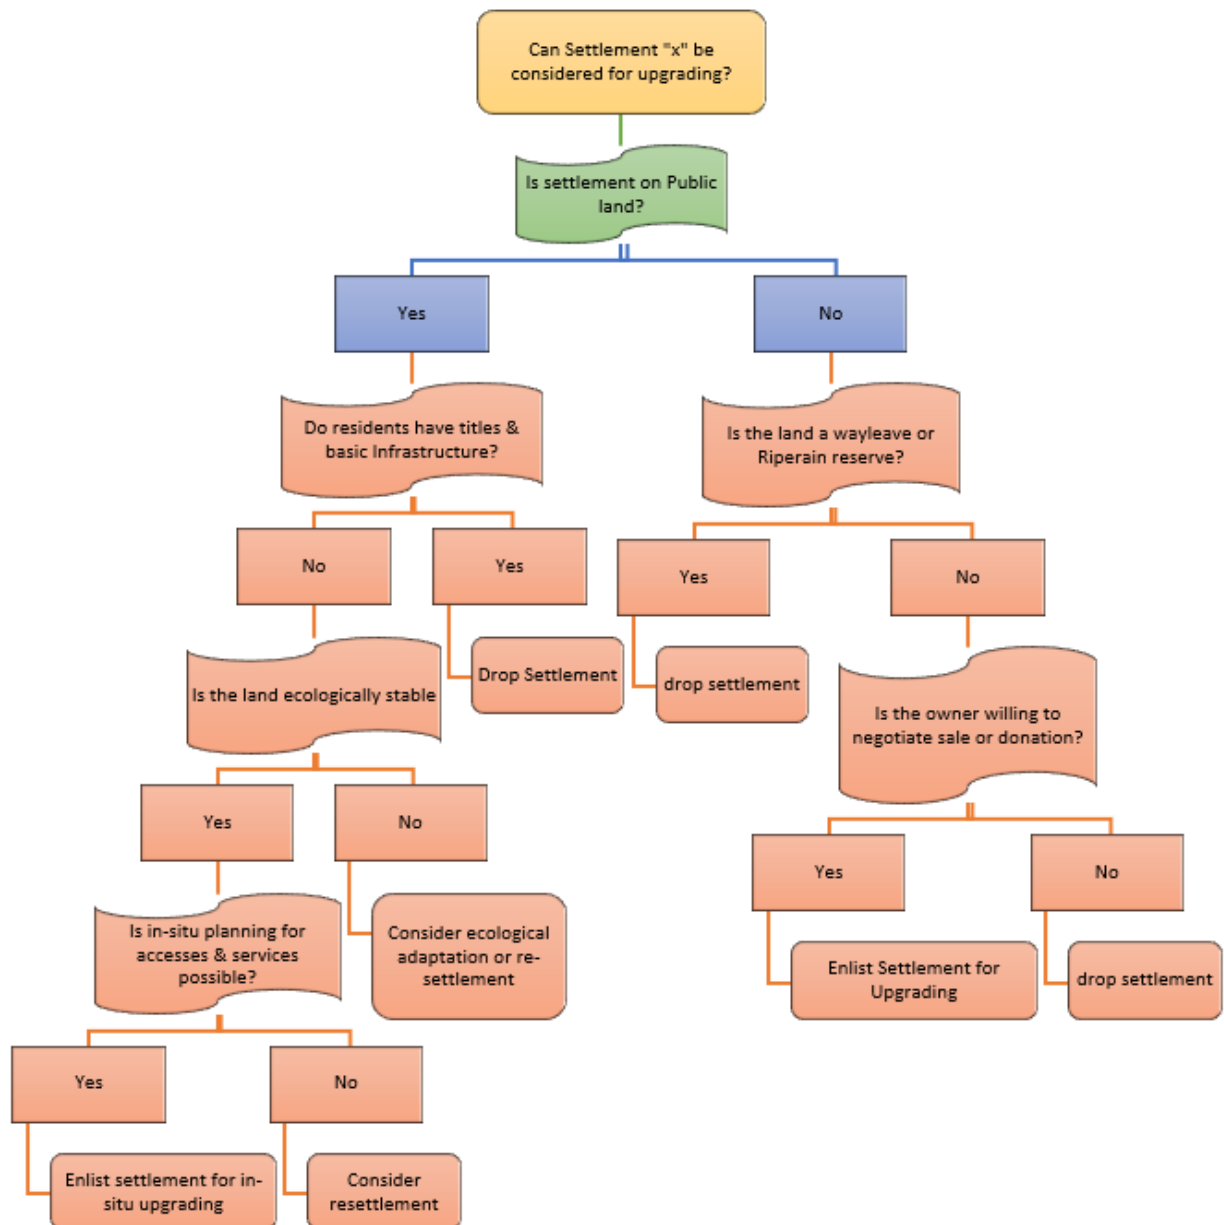 Can Settlement "x" be
considered for upgrading?
Is settlement on Public
land?
Yes
No
Do residents have titles &
basic Infrastructure?
Is the land a wayleave or
Riperain reserve?
No
Yes
Yes
No
Drop Settlement
drop settlement
Is the land ecologically stable
Is the owner willing to
negotiate sale or donation?
Yes
No
Yes
No
Is in-situ planning for
accesses & services
possible?
Consider ecological
adaptation or re-
settlement
Enlist Settlement for
Upgrading
drop settlement
Yes
No
Enlist settlement for in-
situ upgrading
Consider
resettlement